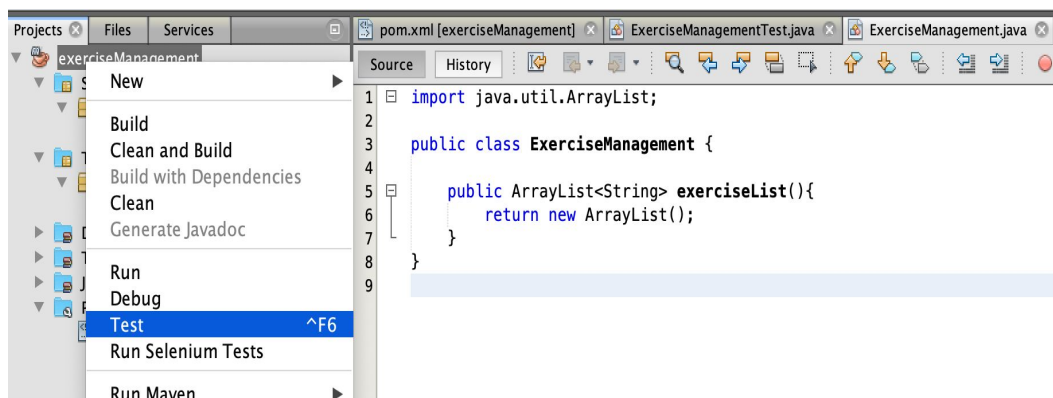 Projects Files Services
pom.xml [exerciseManagement] ExerciseManagementTest.java ExerciseManagement.java
exerciseManagement
Source History
New
Build
Clean and Build
Build with Dependencies
Clean
Generate Javadoc
Run
Debug
Test ^F6
Run Selenium Tests
Run Maven
1 import java.util.ArrayList;
2
3 public class ExerciseManagement {
4
5 public ArrayList<String> exerciseList(){
6 return new ArrayList();
7 }
8 }
9